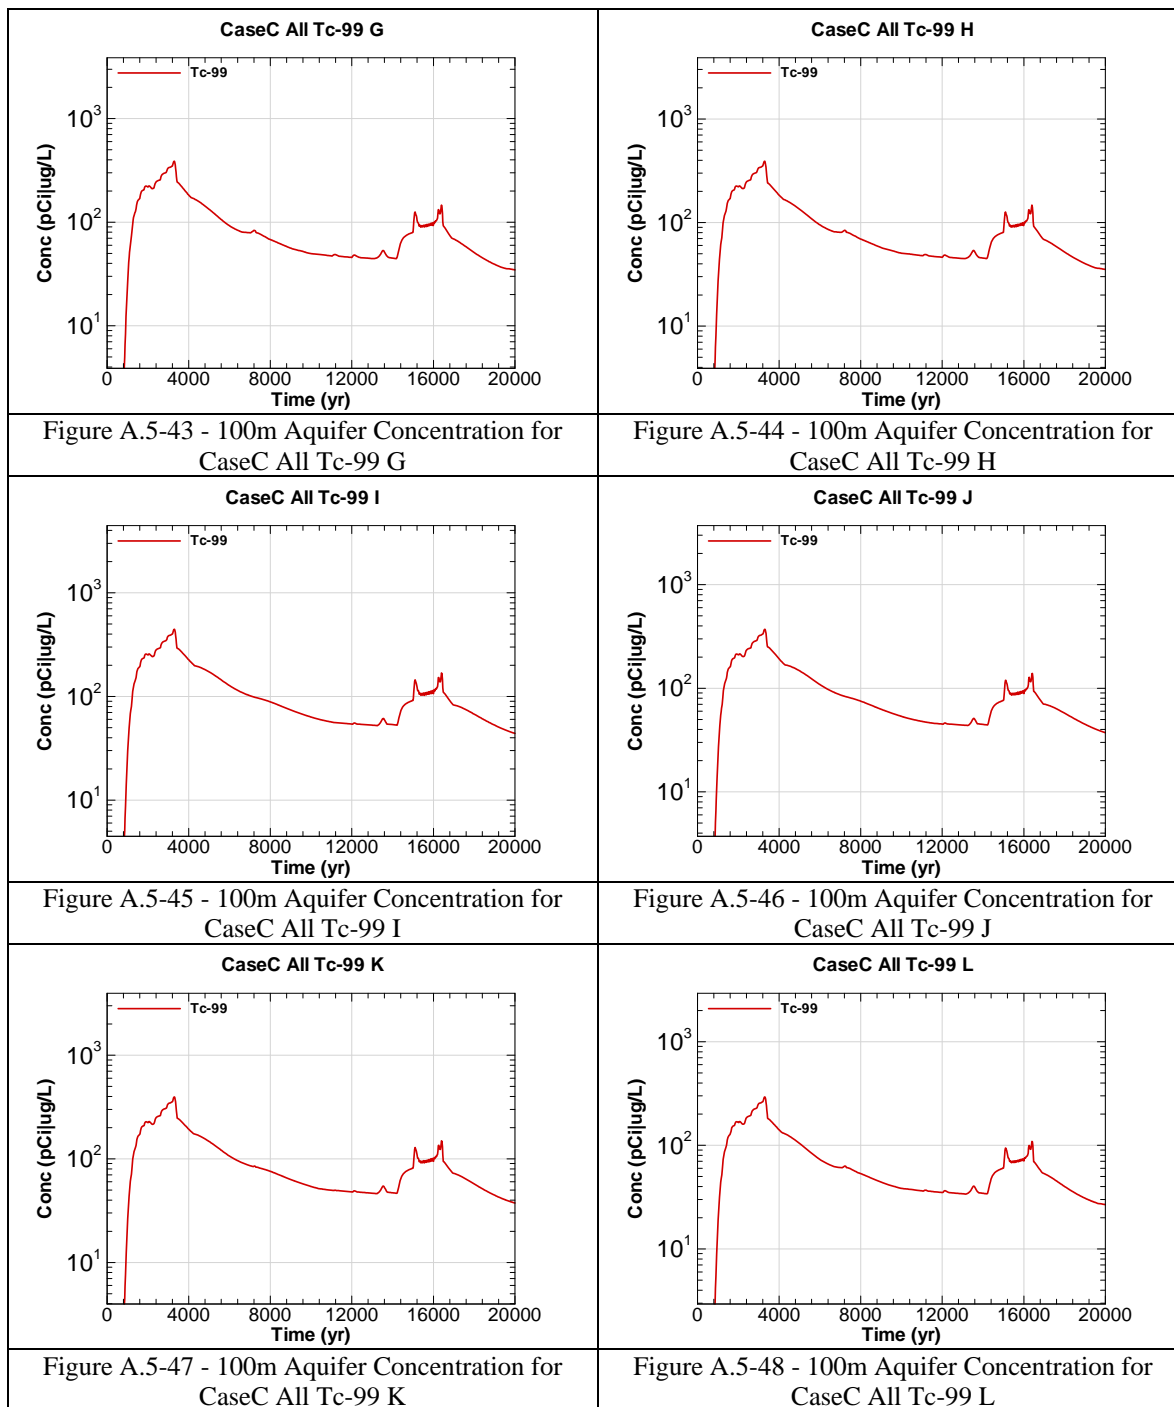 CaseC All Tc-99 G
Tc-99
10^3
10^2
10^1
Conc (pCi|ug/L)
0 4000 8000 12000 16000 20000
Time (yr)
Figure A.5-43 - 100m Aquifer Concentration for
CaseC All Tc-99 G
CaseC All Tc-99 H
Tc-99
10^3
10^2
10^1
Conc (pCi|ug/L)
0 4000 8000 12000 16000 20000
Time (yr)
Figure A.5-44 - 100m Aquifer Concentration for
CaseC All Tc-99 H
CaseC All Tc-99 I
Tc-99
10^3
10^2
10^1
Conc (pCi|ug/L)
0 4000 8000 12000 16000 20000
Time (yr)
Figure A.5-45 - 100m Aquifer Concentration for
CaseC All Tc-99 I
CaseC All Tc-99 J
Tc-99
10^3
10^2
10^1
Conc (pCi|ug/L)
0 4000 8000 12000 16000 20000
Time (yr)
Figure A.5-46 - 100m Aquifer Concentration for
CaseC All Tc-99 J
CaseC All Tc-99 K
Tc-99
10^3
10^2
10^1
Conc (pCi|ug/L)
0 4000 8000 12000 16000 20000
Time (yr)
Figure A.5-47 - 100m Aquifer Concentration for
CaseC All Tc-99 K
CaseC All Tc-99 L
Tc-99
10^3
10^2
10^1
Conc (pCi|ug/L)
0 4000 8000 12000 16000 20000
Time (yr)
Figure A.5-48 - 100m Aquifer Concentration for
CaseC All Tc-99 L